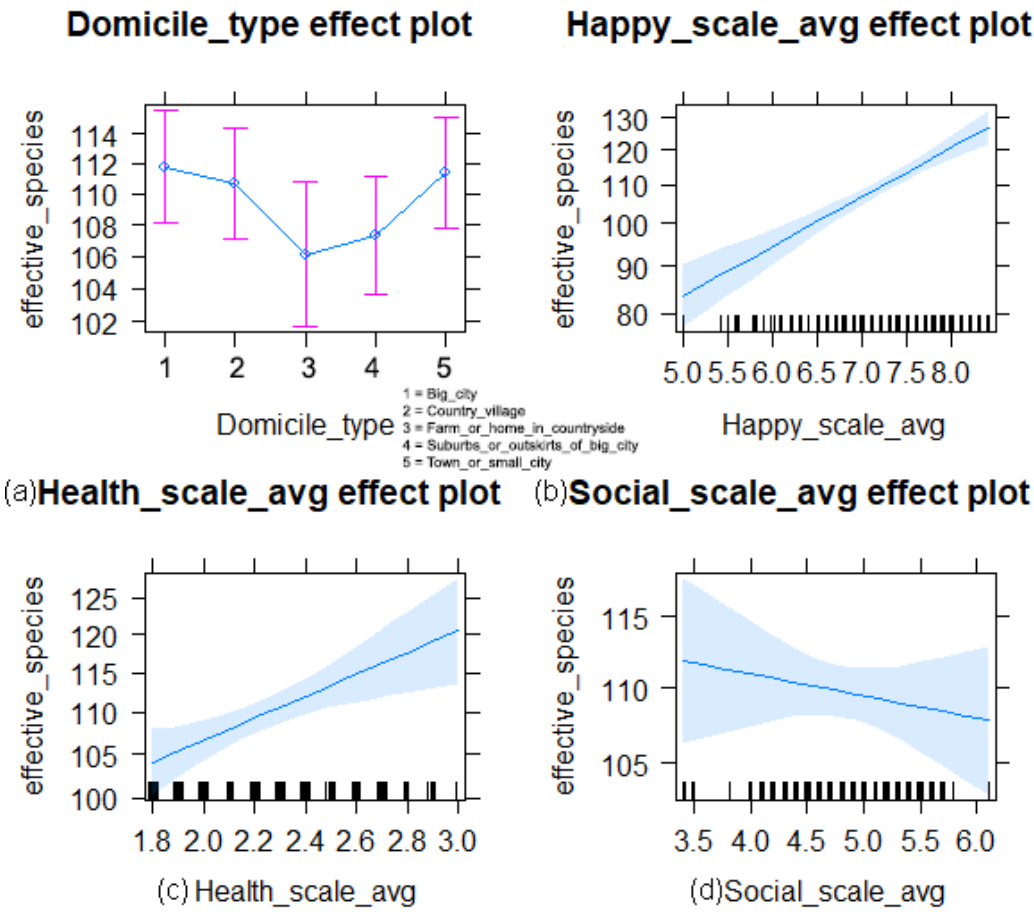 Domicile_type effect plot
1 2 3 4 5
effective_species
114
112
110
108
106
104
102
1 2 3 4 5
Domicile_type
1 = Big_city
2 = Country_village
3 = Farm_or_home_in_countryside
4 = Suburbs_or_outskirts_of_big_city
5 = Town_or_small_city
(a)
Happy_scale_avg effect plot
effective_species
130
120
110
100
90
80
5.0 5.5 6.0 6.5 7.0 7.5 8.0
Happy_scale_avg
(b)
Health_scale_avg effect plot
effective_species
125
120
115
110
105
100
1.8 2.0 2.2 2.4 2.6 2.8 3.0
(c) Health_scale_avg
Social_scale_avg effect plot
effective_species
115
110
105
3.5 4.0 4.5 5.0 5.5 6.0
(d) Social_scale_avg